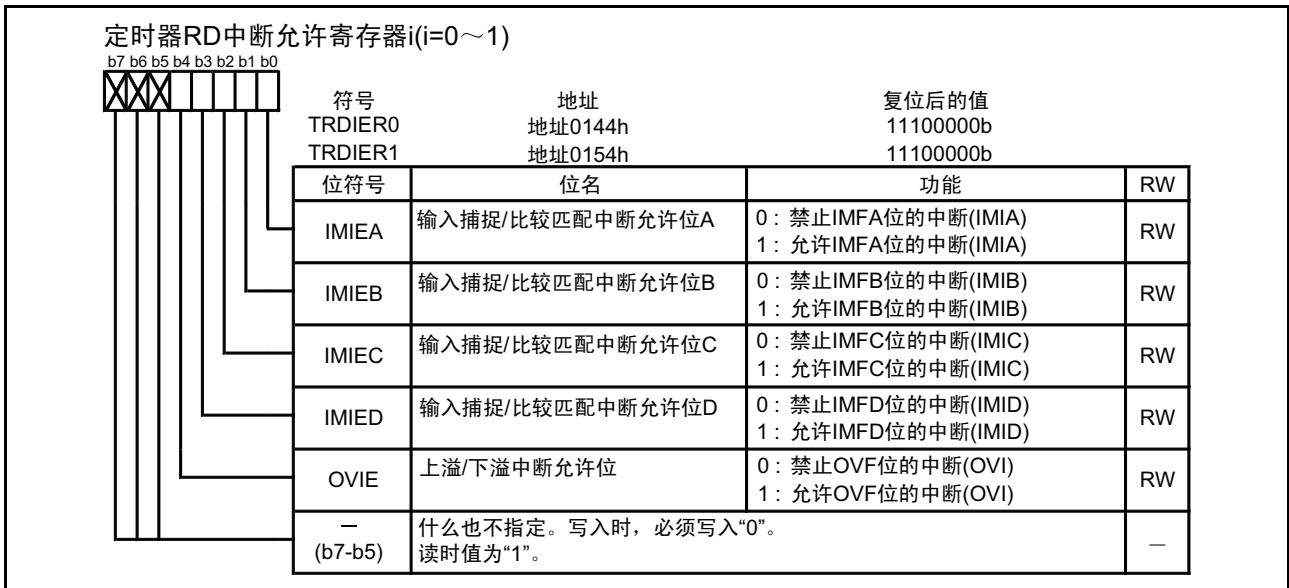 定时器RD中断允许寄存器i(i=0～1)
b7 b6 b5 b4 b3 b2 b1 b0
符号 地址 复位后的值
TRDIER0 地址0144h 11100000b
TRDIER1 地址0154h 11100000b
位符号 位名 功能 RW
IMIEA 输入捕捉/比较匹配中断允许位A 0：禁止IMFA位的中断(IMIA) RW
1：允许IMFA位的中断(IMIA)
IMIEB 输入捕捉/比较匹配中断允许位B 0：禁止IMFB位的中断(IMIB) RW
1：允许IMFB位的中断(IMIB)
IMIEC 输入捕捉/比较匹配中断允许位C 0：禁止IMFC位的中断(IMIC) RW
1：允许IMFC位的中断(IMIC)
IMIED 输入捕捉/比较匹配中断允许位D 0：禁止IMFD位的中断(IMID) RW
1：允许IMFD位的中断(IMID)
OVIE 上溢/下溢中断允许位 0：禁止OVF位的中断(OVI) RW
1：允许OVF位的中断(OVI)
— 什么也不指定。写入时，必须写入“0”。 —
(b7-b5) 读时值为“1”。